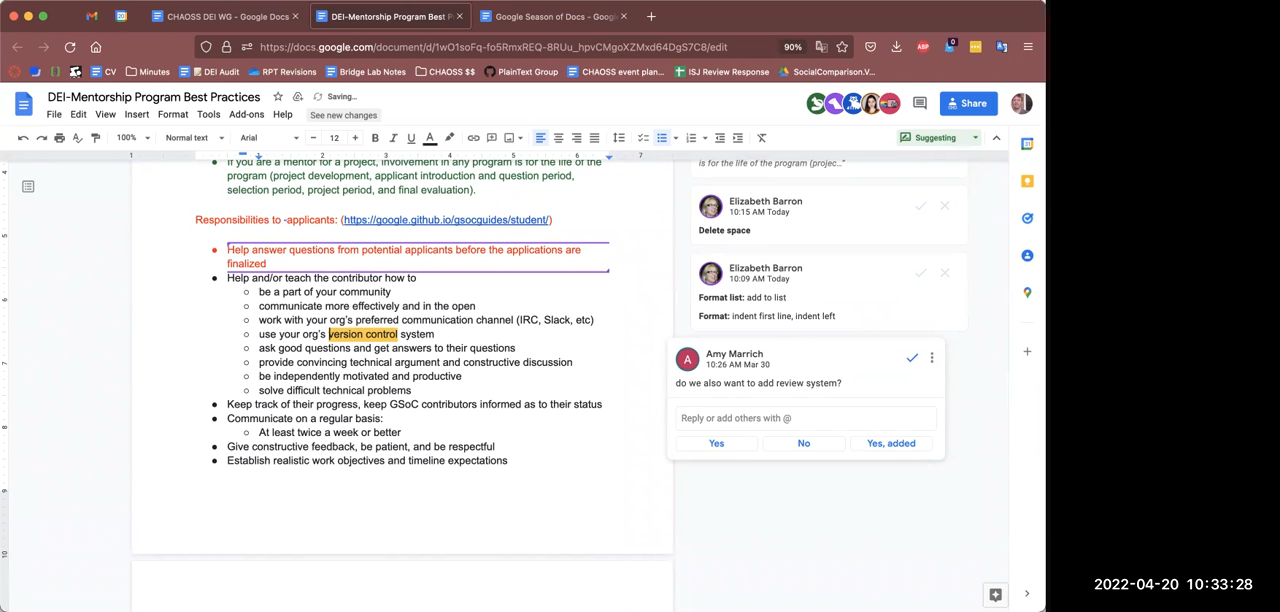 CHAOSS DEI WG - Google Docs
DEI-Mentorship Program Best P
Google Season of Docs - Googl
https://docs.google.com/document/d/1wO1soFq-fo5RmxREQ-8RUu_hpvCMgoXZMxd64DgS7C8/edit
90%
ABP
0
CV
Minutes
DEI Audit
RPT Revisions
Bridge Lab Notes
CHAOSS $$
PlainText Group
CHAOSS event plan...
ISJ Review Response
SocialComparison.V...
DEI-Mentorship Program Best Practices
Saving...
File Edit View Insert Format Tools Add-ons Help
See new changes
Share
100%
Normal text
Arial
12
B I U A
Suggesting
1 1 2 3 4 5 6 7
If you are a mentor for a project, involvement in any program is for the life of the
program (project development, applicant introduction and question period,
selection period, project period, and final evaluation).
Responsibilities to -applicants: (https://google.github.io/gsocguides/student/)
Help answer questions from potential applicants before the applications are
finalized
Help and/or teach the contributor how to
be a part of your community
communicate more effectively and in the open
work with your org's preferred communication channel (IRC, Slack, etc)
use your org's version control system
ask good questions and get answers to their questions
provide convincing technical argument and constructive discussion
be independently motivated and productive
solve difficult technical problems
Keep track of their progress, keep GSoC contributors informed as to their status
Communicate on a regular basis:
At least twice a week or better
Give constructive feedback, be patient, and be respectful
Establish realistic work objectives and timeline expectations
is for the life of the program (projec..."
Elizabeth Barron
10:15 AM Today
Delete space
Elizabeth Barron
10:09 AM Today
Format list: add to list
Format: indent first line, indent left
A
Amy Marrich
10:26 AM Mar 30
do we also want to add review system?
Reply or add others with @
Yes
No
Yes, added
2022-04-20 10:33:28